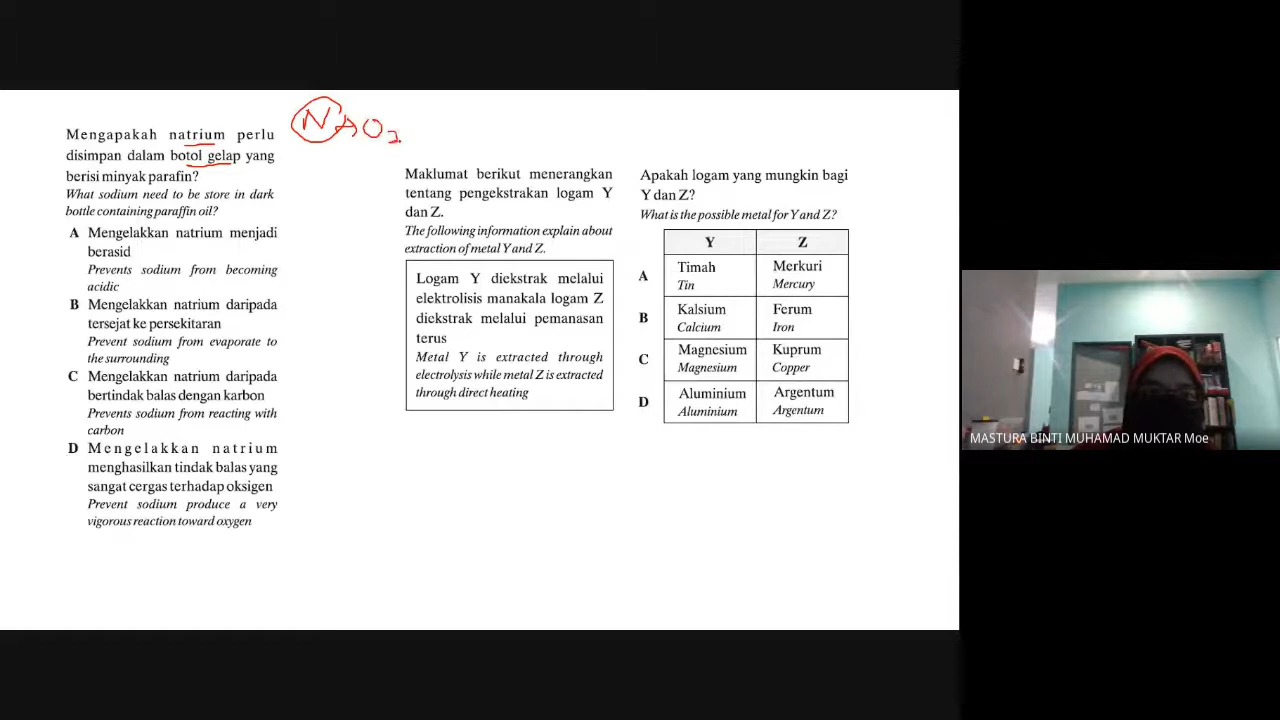 NAO2
Mengapakah natrium perlu
disimpan dalam botol gelap yang
berisi minyak parafin?
What sodium need to be store in dark
bottle containing paraffin oil?
A Mengelakkan natrium menjadi
berasid
Prevents sodium from becoming
acidic
B Mengelakkan natrium daripada
tersejat ke persekitaran
Prevent sodium from evaporate to
the surrounding
C Mengelakkan natrium daripada
bertindak balas dengan karbon
Prevents sodium from reacting with
carbon
D Mengelakkan natrium
menghasilkan tindak balas yang
sangat cergas terhadap oksigen
Prevent sodium produce a very
vigorous reaction toward oxygen
Maklumat berikut menerangkan
tentang pengekstrakan logam Y
dan Z.
The following information explain about
extraction of metal Y and Z.
Logam Y diekstrak melalui
elektrolisis manakala logam Z
diekstrak melalui pemanasan
terus
Metal Y is extracted through
electrolysis while metal Z is extracted
through direct heating
Apakah logam yang mungkin bagi
Y dan Z?
What is the possible metal for Y and Z?
Y Z
A Timah Merkuri
Tin Mercury
B Kalsium Ferum
Calcium Iron
C Magnesium Kuprum
Magnesium Copper
D Aluminium Argentum
Aluminium Argentum
MASTURA BINTI MUHAMAD MUKTAR Moe